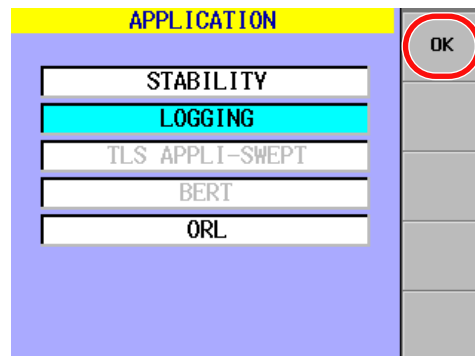 APPLICATION
OK
STABILITY
LOGGING
TLS APPLI-SWEPT
BERT
ORL